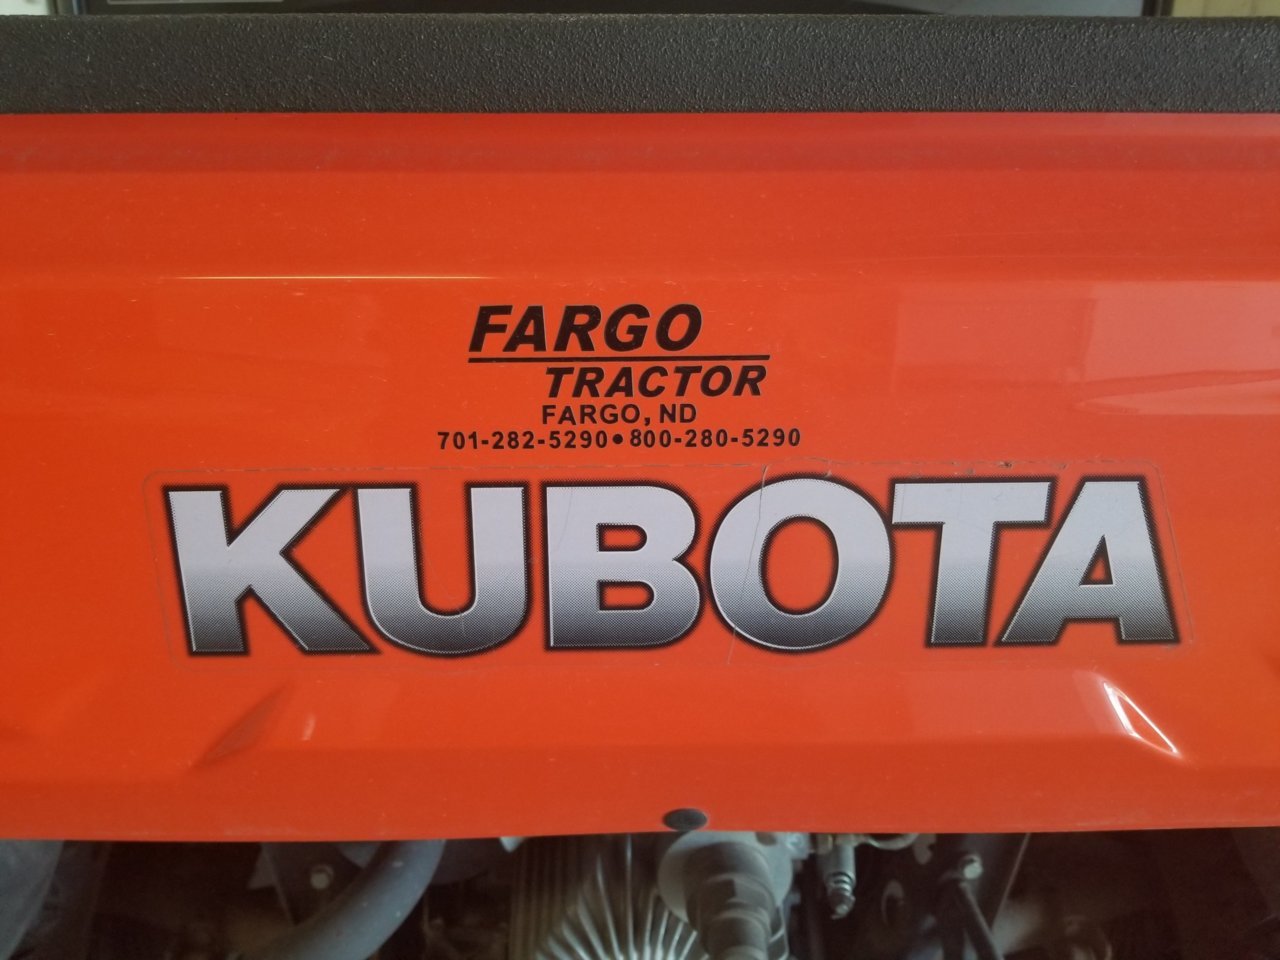 FARGO
TRACTOR
FARGO, ND
701-282-5290•800-280-5290
KUBOTA